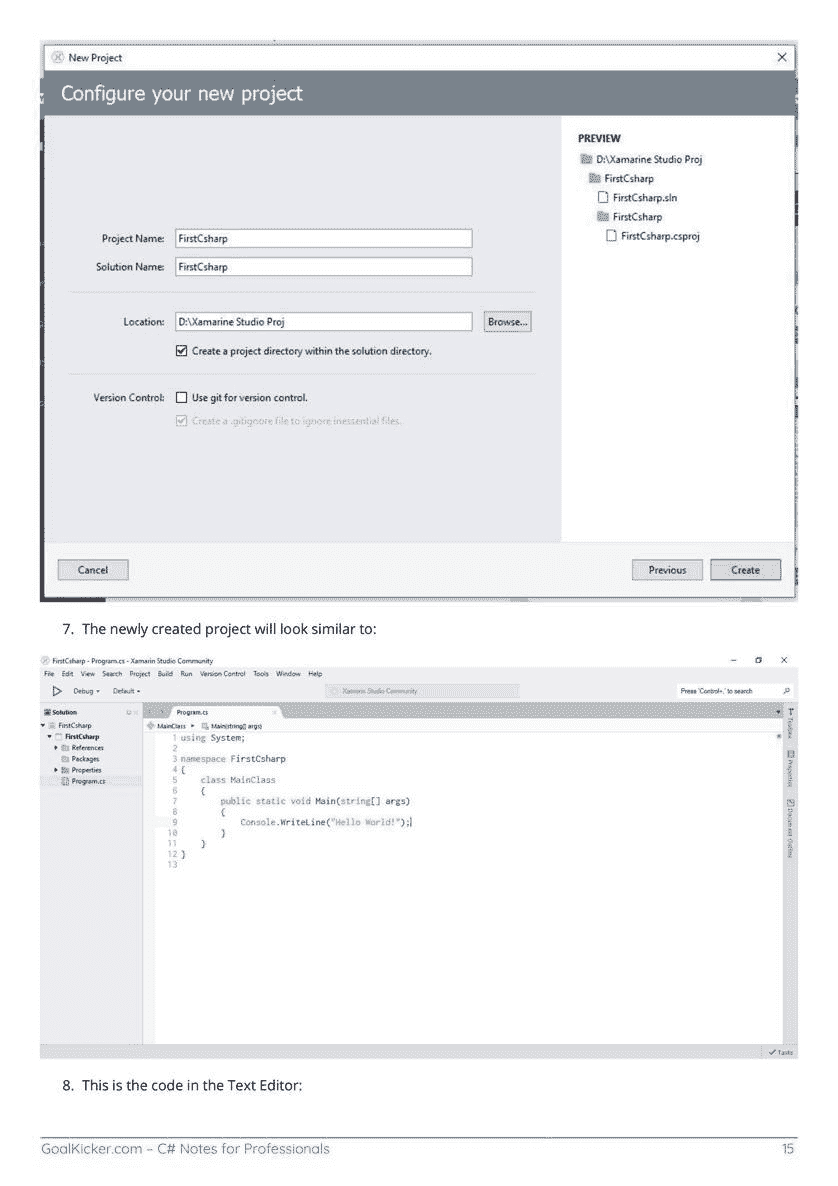 New Project
Configure your new project
PREVIEW
D:\Xamarine Studio Proj
FirstCsharp
FirstCsharp.sln
FirstCsharp
FirstCsharp.csproj
Project Name: FirstCsharp
Solution Name: FirstCsharp
Location: D:\Xamarine Studio Proj Browse...
Create a project directory within the solution directory.
Version Control: Use git for version control.
Create a .gitignore file to ignore inessential files.
Cancel Previous Create
7. The newly created project will look similar to:
FirstCsharp - Program.cs - Xamarin Studio Community
File Edit View Search Project Build Run Version Control Tools Window Help
Debug Default Xamarin Studio Community Press 'Control+,' to search
Solution
FirstCsharp
FirstCsharp
References
Packages
Properties
Program.cs
Program.cs
MainClass Main(string[] args)
1 using System;
2
3 namespace FirstCsharp
4 {
5 class MainClass
6 {
7 public static void Main(string[] args)
8 {
9 Console.WriteLine("Hello World!");
10 }
11 }
12 }
13
Toolbox
Properties
Document Outline
Tasks
8. This is the code in the Text Editor:
GoalKicker.com – C# Notes for Professionals 15